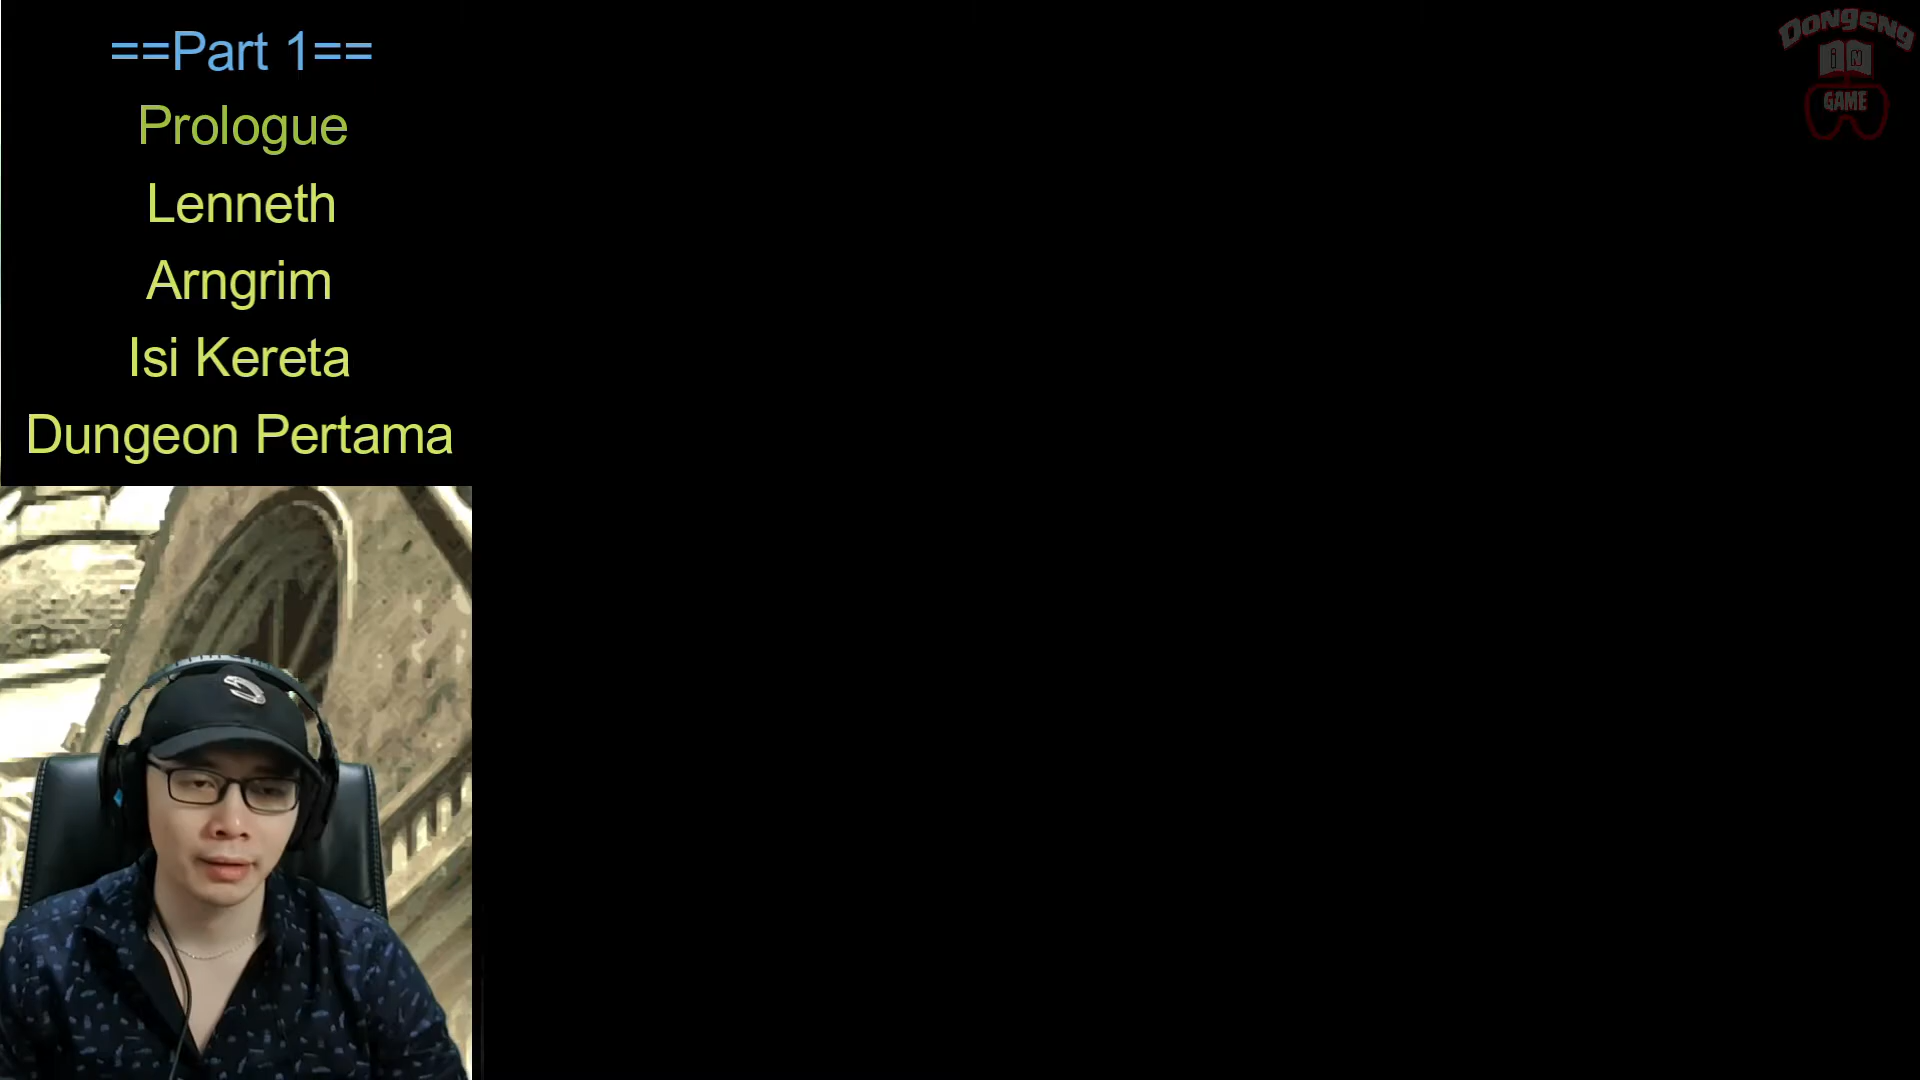 ==Part 1==
Prologue
Lenneth
Arngrim
Isi Kereta
Dungeon Pertama
DONGENG
iN
GAME